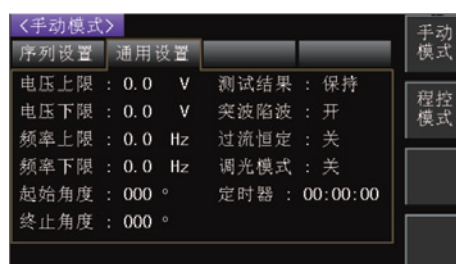 <手动模式>
序列设置 通用设置
电压上限 : 0.0 V 测试结果 : 保持
电压下限 : 0.0 V 突波陷波 : 开
频率上限 : 0.0 Hz 过流恒定 : 关
频率下限 : 0.0 Hz 调光模式 : 关
起始角度 : 000 ° 定时器 : 00:00:00
终止角度 : 000 °
手动
模式
程控
模式